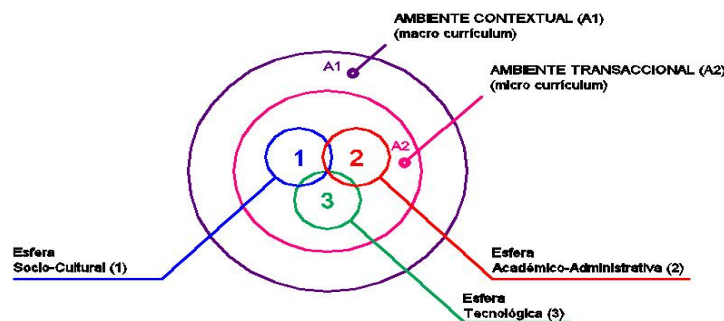 AMBIENTE CONTEXTUAL (A1)
(macro currículum)
A1
AMBIENTE TRANSACCIONAL (A2)
(micro currículum)
A2
1
2
3
Esfera
Socio-Cultural (1)
Esfera
Académico-Administrativa (2)
Esfera
Tecnológica (3)